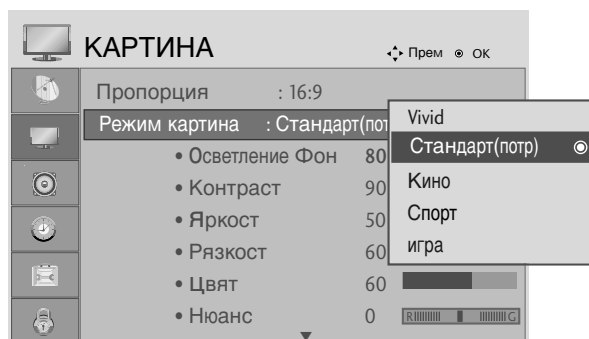 КАРТИНА Прем ОК
Пропорция : 16:9
Режим картина : Стандарт(пот
• Осветление Фон 80
• Контраст 90
• Яркост 50
• Рязкост 60
• Цвят 60
• Нюанс 0 R G
Vivid
Стандарт(потр)
Кино
Спорт
игра